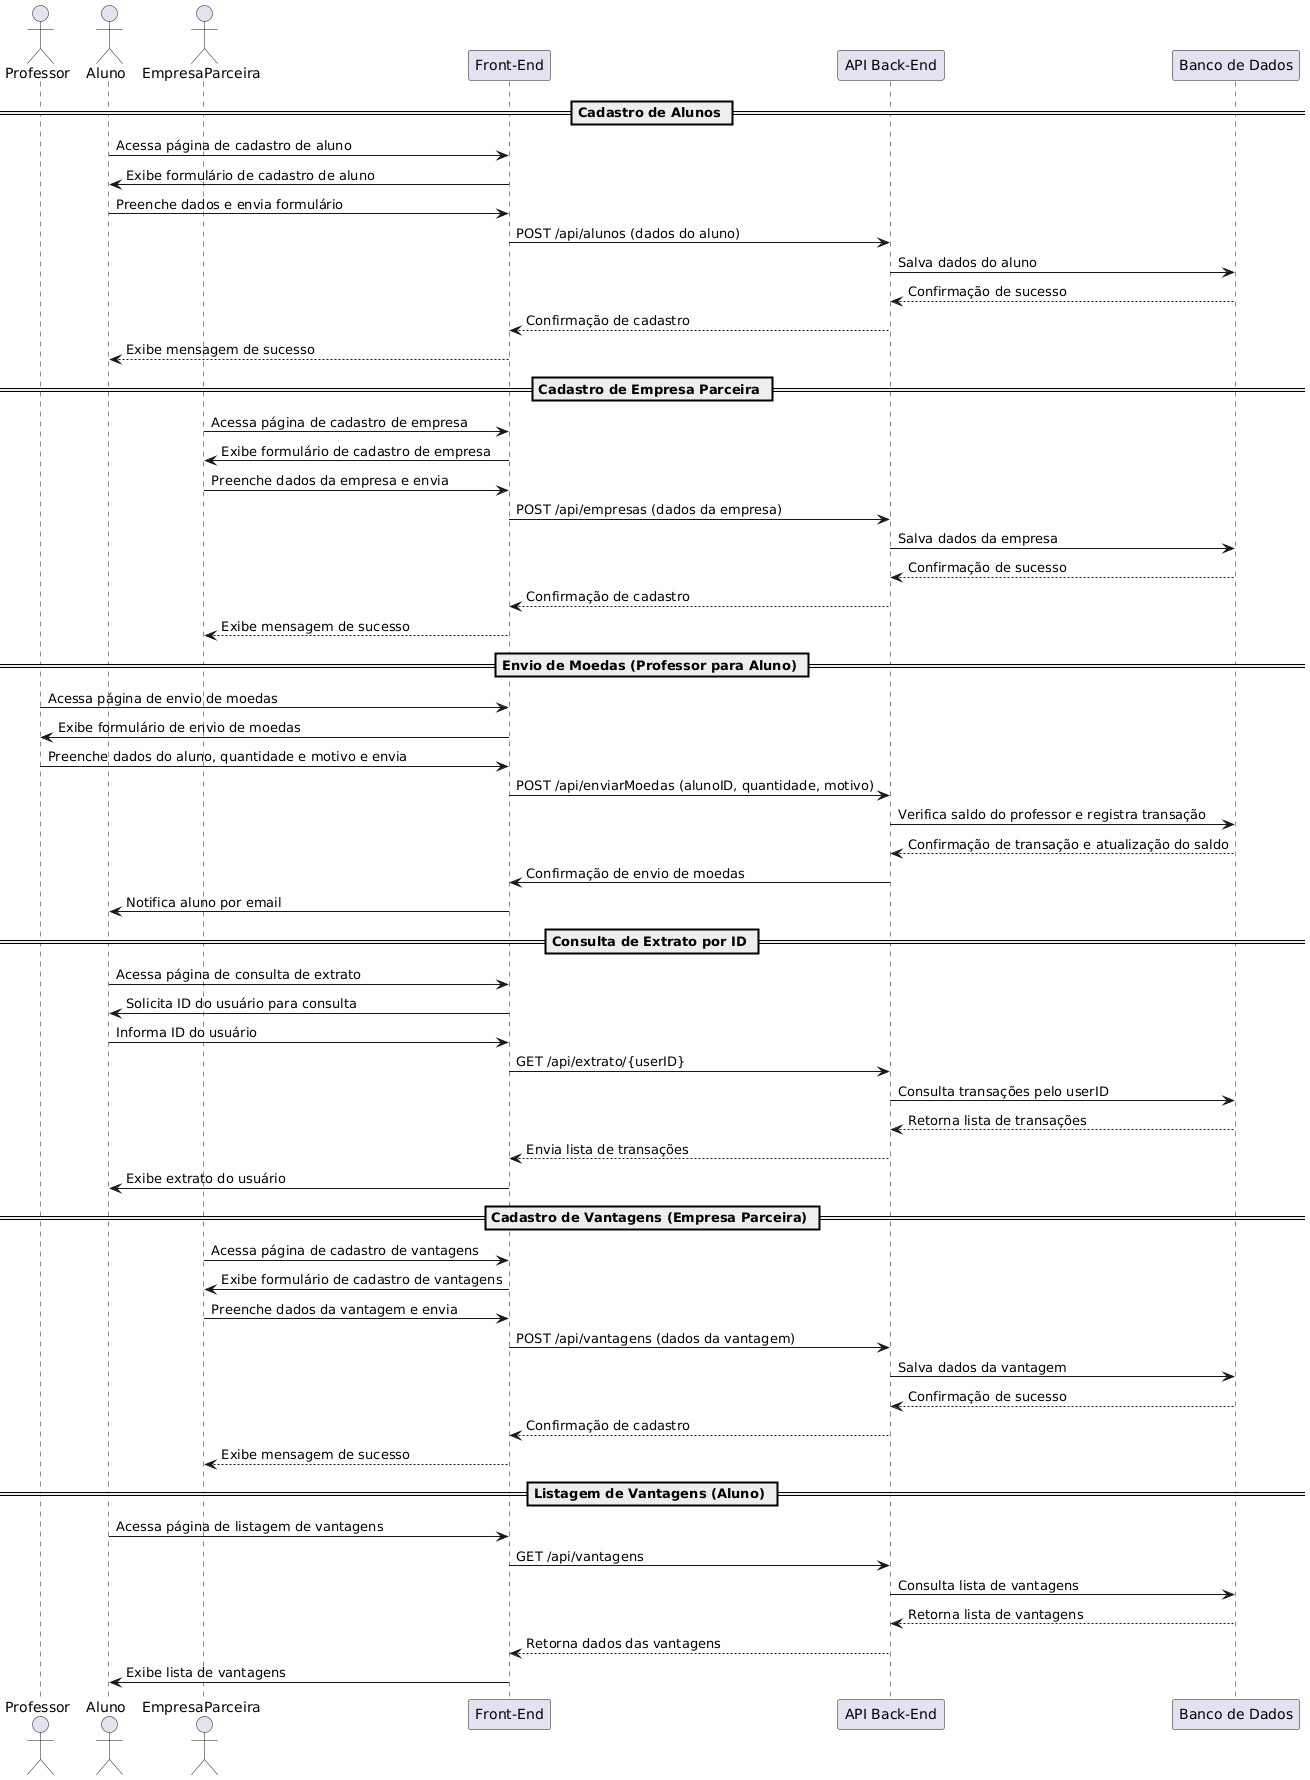 Professor
Aluno
EmpresaParceira
Front-End
API Back-End
Banco de Dados
Cadastro de Alunos
Acessa página de cadastro de aluno
Exibe formulário de cadastro de aluno
Preenche dados e envia formulário
POST /api/alunos (dados do aluno)
Salva dados do aluno
Confirmação de sucesso
Confirmação de cadastro
Exibe mensagem de sucesso
Cadastro de Empresa Parceira
Acessa página de cadastro de empresa
Exibe formulário de cadastro de empresa
Preenche dados da empresa e envia
POST /api/empresas (dados da empresa)
Salva dados da empresa
Confirmação de sucesso
Confirmação de cadastro
Exibe mensagem de sucesso
Envio de Moedas (Professor para Aluno)
Acessa página de envio de moedas
Exibe formulário de envio de moedas
Preenche dados do aluno, quantidade e motivo e envia
POST /api/enviarMoedas (alunoID, quantidade, motivo)
Verifica saldo do professor e registra transação
Confirmação de transação e atualização do saldo
Confirmação de envio de moedas
Notifica aluno por email
Consulta de Extrato por ID
Acessa página de consulta de extrato
Solicita ID do usuário para consulta
Informa ID do usuário
GET /api/extrato/{userID}
Consulta transações pelo userID
Retorna lista de transações
Envia lista de transações
Exibe extrato do usuário
Cadastro de Vantagens (Empresa Parceira)
Acessa página de cadastro de vantagens
Exibe formulário de cadastro de vantagens
Preenche dados da vantagem e envia
POST /api/vantagens (dados da vantagem)
Salva dados da vantagem
Confirmação de sucesso
Confirmação de cadastro
Exibe mensagem de sucesso
Listagem de Vantagens (Aluno)
Acessa página de listagem de vantagens
GET /api/vantagens
Consulta lista de vantagens
Retorna lista de vantagens
Retorna dados das vantagens
Exibe lista de vantagens
Professor
Aluno
EmpresaParceira
Front-End
API Back-End
Banco de Dados